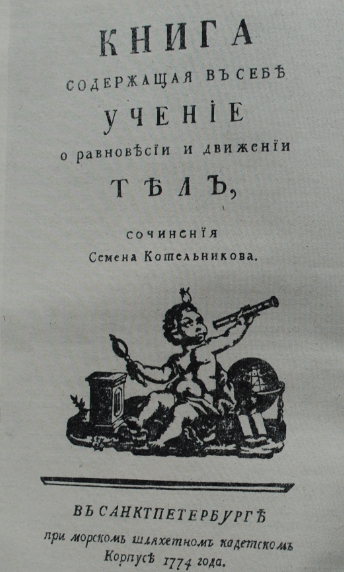 КНИГА
СОДЕРЖАЩАЯ ВЪ СЕБѢ
УЧЕНІЕ
О РАВНОВѢСІИ И ДВИЖЕНІИ
ТѢЛЪ,
СОЧИНЕНІЯ
Семена Котельникова.
ВЪ САНКТПЕТЕРБУРГѢ
при морскомъ шляхетномъ кадетскомъ
Корпусѣ 1774 года.